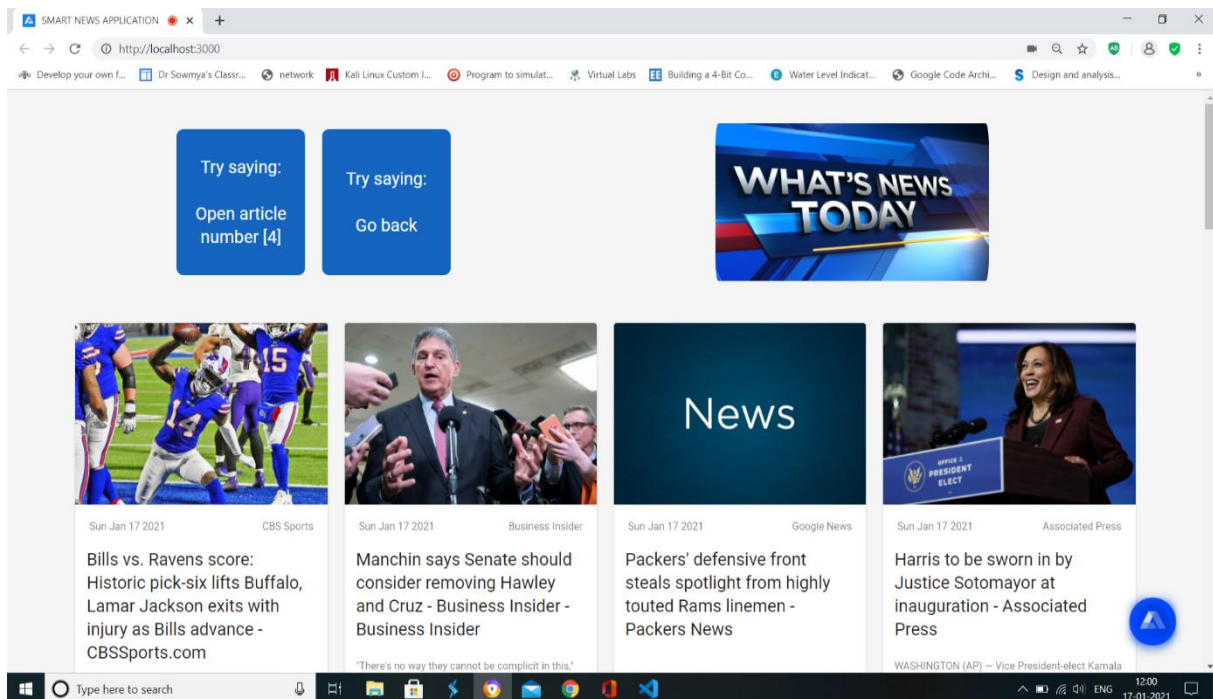 SMART NEWS APPLICATION
http://localhost:3000
Develop your own f...
Dr Sowmya's Classr...
network
Kali Linux Custom I...
Program to simulat...
Virtual Labs
Building a 4-Bit Co...
Water Level Indicat...
Google Code Archi...
Design and analysis...
»
Try saying:
Open article
number [4]
Try saying:
Go back
WHAT'S NEWS
TODAY
15
14
News
OFFICE OF THE
PRESIDENT
ELECT
Sun Jan 17 2021
CBS Sports
Bills vs. Ravens score:
Historic pick-six lifts Buffalo,
Lamar Jackson exits with
injury as Bills advance -
CBSSports.com
Sun Jan 17 2021
Business Insider
Manchin says Senate should
consider removing Hawley
and Cruz - Business Insider -
Business Insider
"There's no way they cannot be complicit in this,"
Sun Jan 17 2021
Google News
Packers' defensive front
steals spotlight from highly
touted Rams linemen -
Packers News
Sun Jan 17 2021
Associated Press
Harris to be sworn in by
Justice Sotomayor at
inauguration - Associated
Press
WASHINGTON (AP) — Vice President-elect Kamala
Type here to search
ENG
12:00
17-01-2021